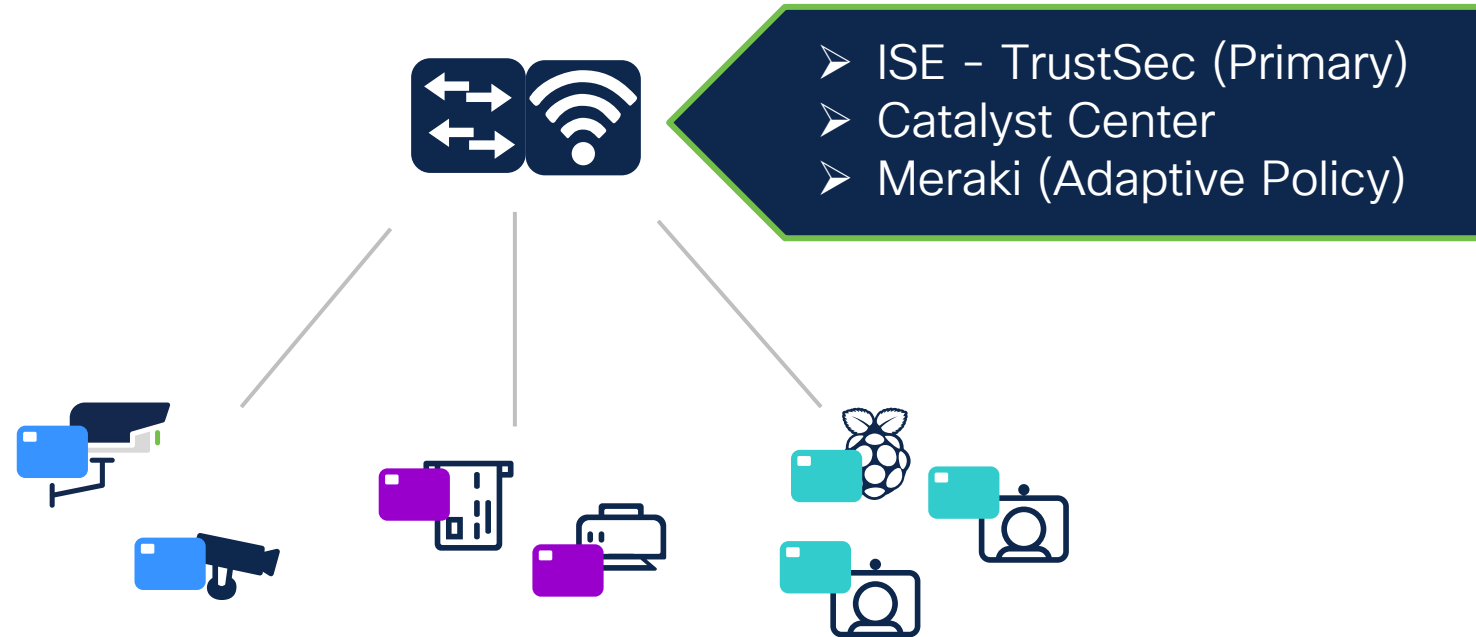 ➢ ISE - TrustSec (Primary)
➢ Catalyst Center
➢ Meraki (Adaptive Policy)